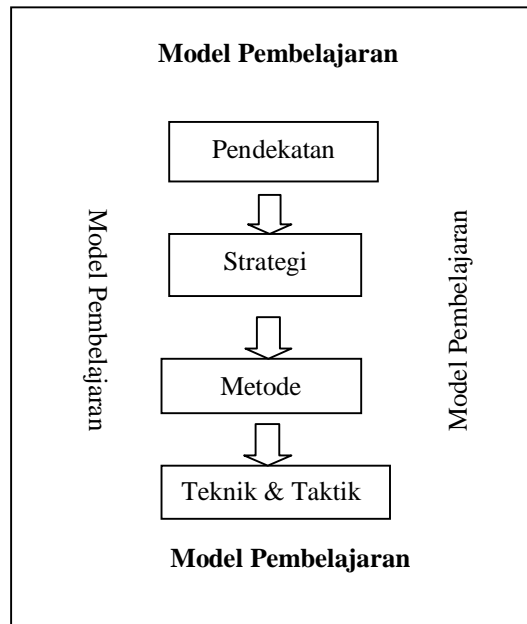 Model Pembelajaran
Pendekatan
Model Pembelajaran
Strategi
Model Pembelajaran
Metode
Teknik & Taktik
Model Pembelajaran